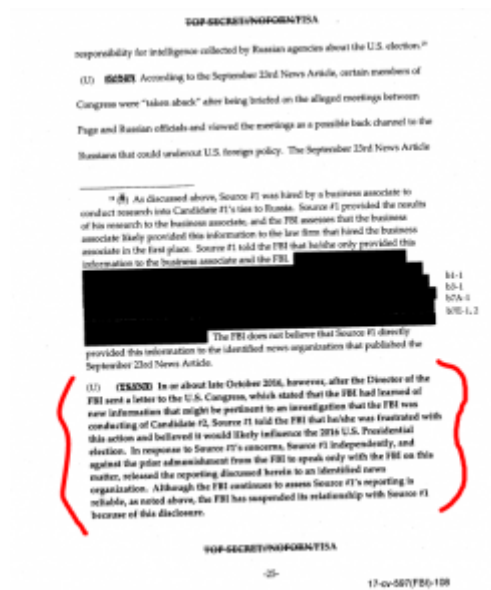 TOP SECRET//NOFORN//FISA
responsibility for intelligence collected by Russian agencies about the U.S. election.
(U) According to the September 23rd News Article, certain members of
Congress were "taken aback" after being briefed on the alleged meetings between
Page and Russian officials and viewed the meetings as a possible back channel to the
Russians that could undercut U.S. foreign policy. The September 23rd News Article
As discussed above, Source #1 was hired by a business associate to
conduct research into Candidate #1's ties to Russia. Source #1 provided the results
of his research to the business associate, and the FBI assesses that the business
associate likely provided this information to the law firm that hired the business
associate in the first place. Source #1 told the FBI that he/she only provided this
information to the business associate and the FBI.
b1-1
b3-1
b7A-1
b7E-1, 2
The FBI does not believe that Source #1 directly
provided this information to the identified news organization that published the
September 23rd News Article.
(U) In or about late October 2016, however, after the Director of the
FBI sent a letter to the U.S. Congress, which stated that the FBI had learned of
new information that might be pertinent to an investigation that the FBI was
conducting of Candidate #2, Source #1 told the FBI that he/she was frustrated with
this action and believed it would likely influence the 2016 U.S. Presidential
election. In response to Source #1's concerns, Source #1 independently, and
against the prior admonishment from the FBI to speak only with the FBI on this
matter, released the reporting discussed herein to an identified news
organization. Although the FBI continues to assess Source #1's reporting is
reliable, as noted above, the FBI has suspended its relationship with Source #1
because of this disclosure.
TOP SECRET//NOFORN//FISA
-25-
17-cv-597(FBI)-108